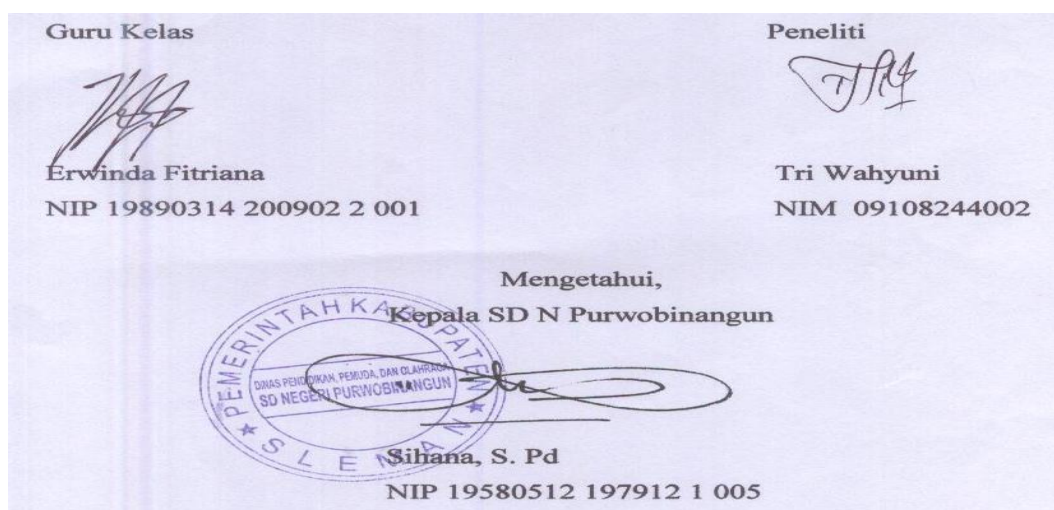 Guru Kelas
Peneliti
Erwinda Fitriana
Tri Wahyuni
NIP 19890314 200902 2 001
NIM 09108244002
Mengetahui,
Kepala SD N Purwobinangun
PEMERINTAH KABUPATEN
DINAS PENDIDIKAN, PEMUDA, DAN OLAHRAGA
SD NEGERI PURWOBINANGUN
SLEMAN
Sihana, S. Pd
NIP 19580512 197912 1 005